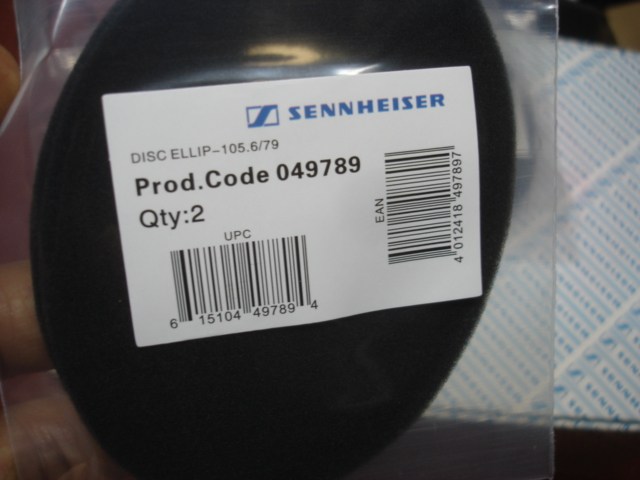 SENNHEISER
DISC ELLIP-105.6/79
Prod.Code 049789
Qty:2
UPC
6 15104 49789 4
EAN
4 012418 497897